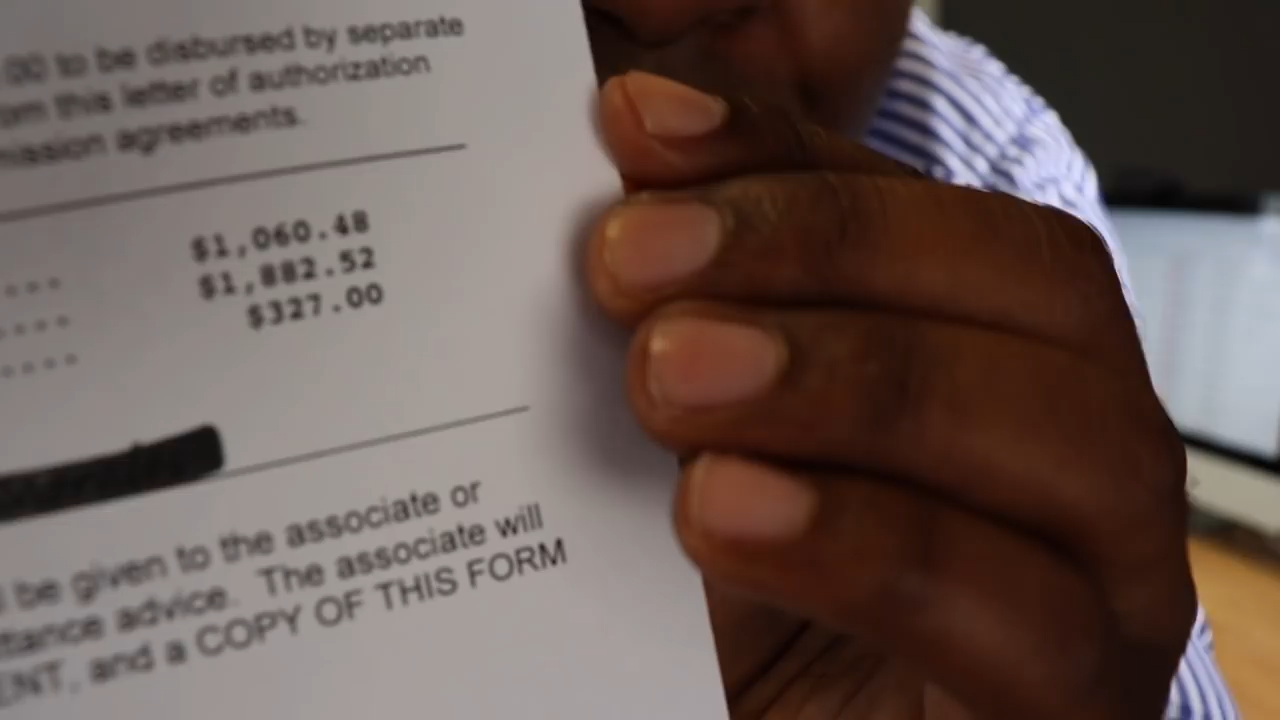 .00 to be disbursed by separate
om this letter of authorization
mission agreements.
.... $1,060.48
.... $1,882.52
.... $327.00
be given to the associate or
ttance advice. The associate will
ENT, and a COPY OF THIS FORM